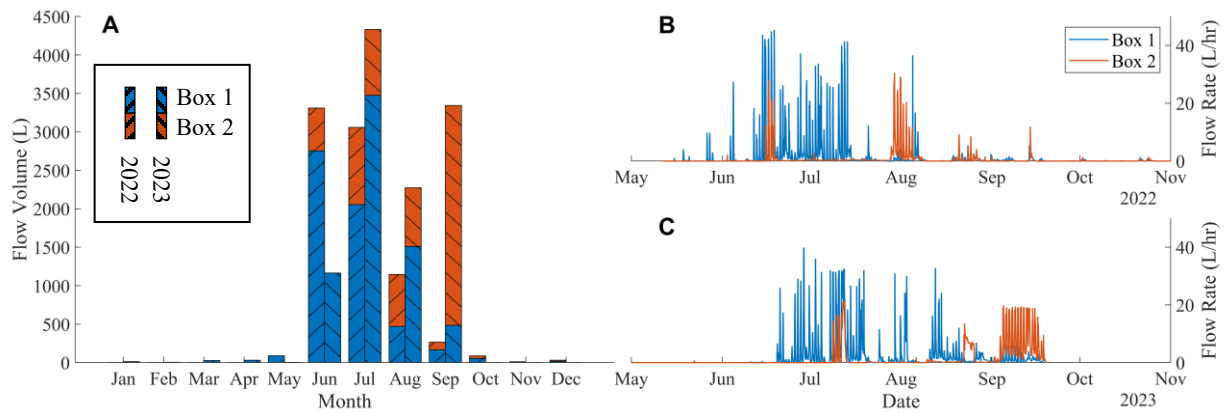 A
4500
4000
3500
3000
2500
2000
1500
1000
500
0
Flow Volume (L)
Box 1
Box 2
2022
2023
Jan Feb Mar Apr May Jun Jul Aug Sep Oct Nov Dec
Month
B
Box 1
Box 2
40
20
0
Flow Rate (L/hr)
May Jun Jul Aug Sep Oct Nov
2022
C
40
20
0
Flow Rate (L/hr)
May Jun Jul Aug Sep Oct Nov
Date
2023